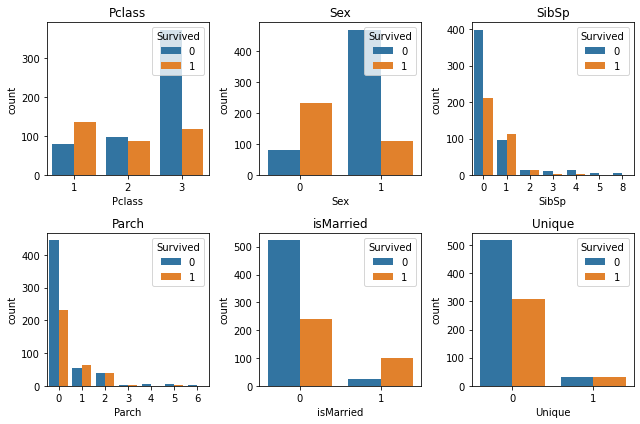 Pclass
Survived
0
1
count
300
200
100
0
1 2 3
Pclass
Sex
Survived
0
1
count
400
300
200
100
0
0 1
Sex
SibSp
Survived
0
1
count
400
300
200
100
0
0 1 2 3 4 5 8
SibSp
Parch
Survived
0
1
count
400
300
200
100
0
0 1 2 3 4 5 6
Parch
isMarried
Survived
0
1
count
500
400
300
200
100
0
0 1
isMarried
Unique
Survived
0
1
count
500
400
300
200
100
0
0 1
Unique